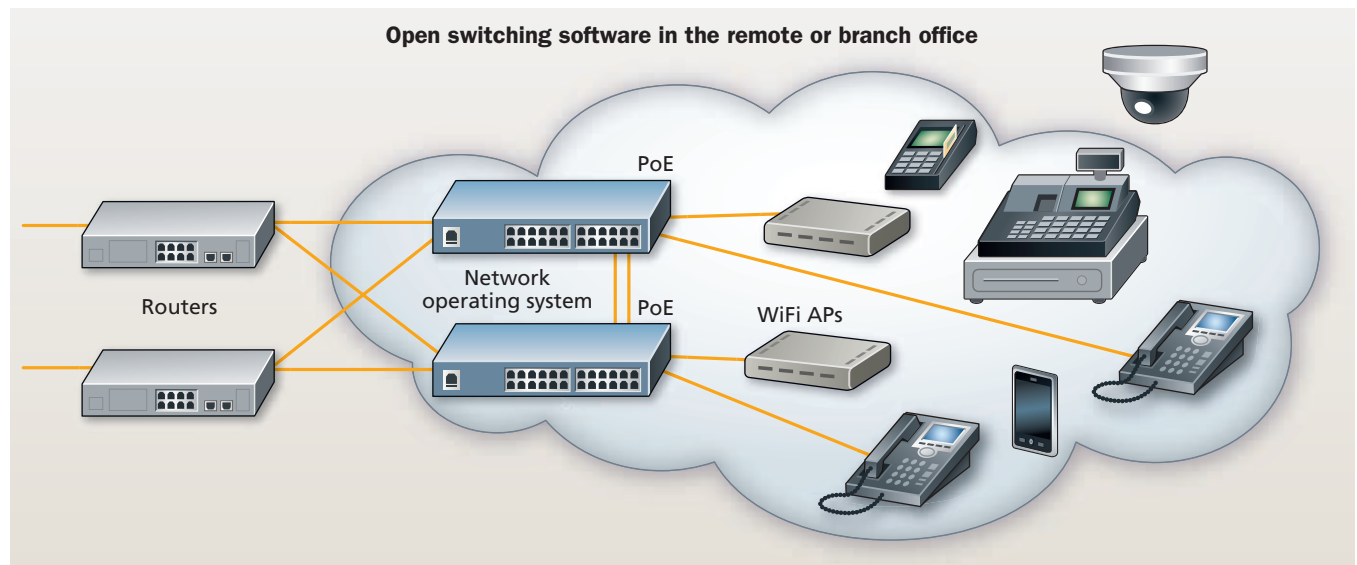 Open switching software in the remote or branch office
PoE
Network
operating system
Routers
PoE
WiFi APs